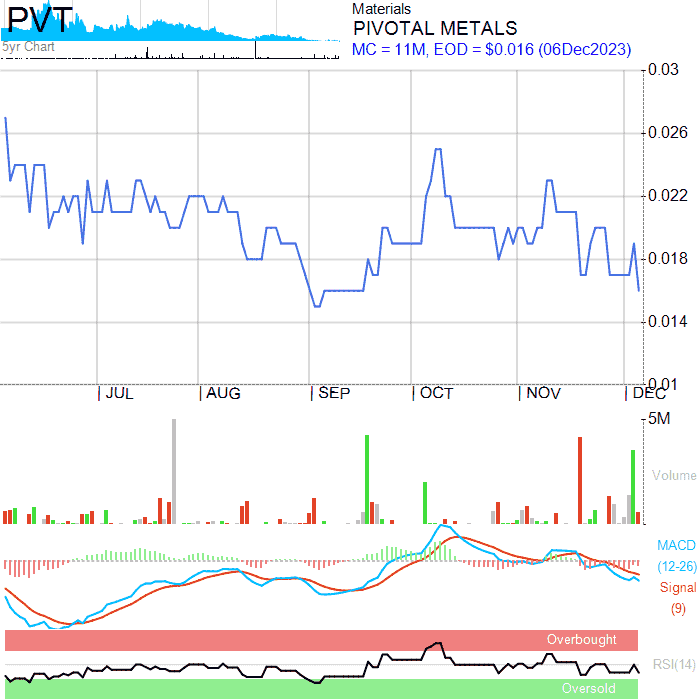 PVT
5yr Chart
Materials
PIVOTAL METALS
MC = 11M, EOD = $0.016 (06Dec2023)
0.03
0.026
0.022
0.018
0.014
0.01
JUL AUG SEP OCT NOV DEC
5M
Volume
MACD
(12-26)
Signal
(9)
Overbought
RSI(14)
Oversold